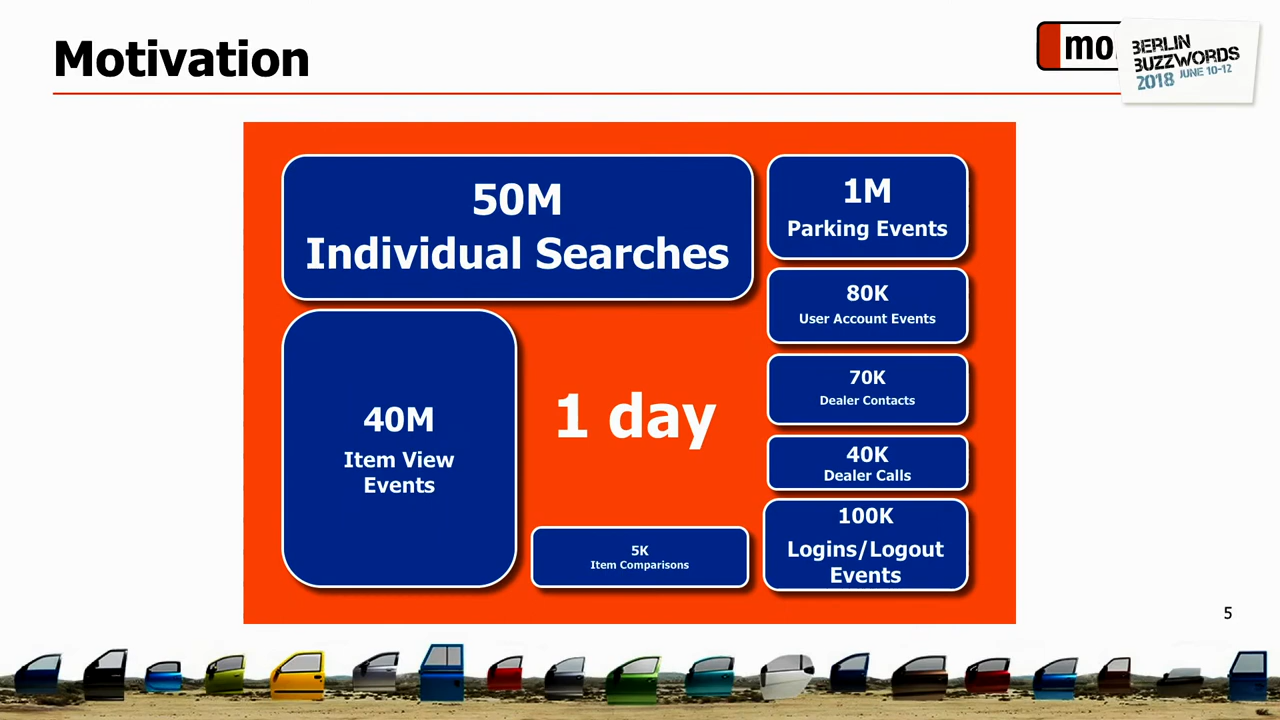 Motivation
mo
BERLIN
BUZZWORDS
2018 JUNE 10-12
50M
Individual Searches
1M
Parking Events
80K
User Account Events
70K
Dealer Contacts
40K
Dealer Calls
100K
Logins/Logout
Events
40M
Item View
Events
1 day
5K
Item Comparisons
5